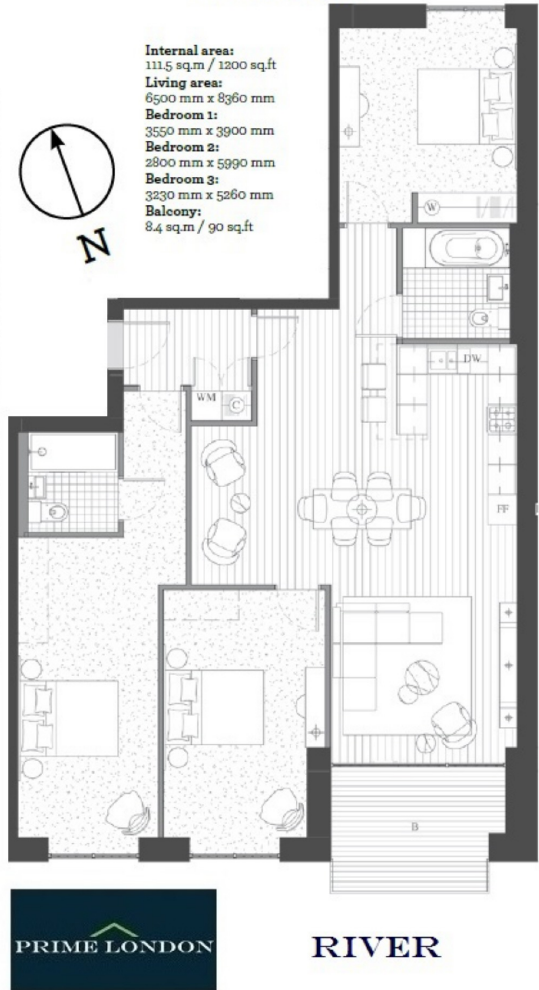 Internal area:
111.5 sq.m / 1200 sq.ft
Living area:
6500 mm x 8360 mm
Bedroom 1:
3550 mm x 3900 mm
Bedroom 2:
2800 mm x 5990 mm
Bedroom 3:
3230 mm x 5260 mm
Balcony:
8.4 sq.m / 90 sq.ft
N
W
DW
WM
C
FF
B
PRIME LONDON
RIVER